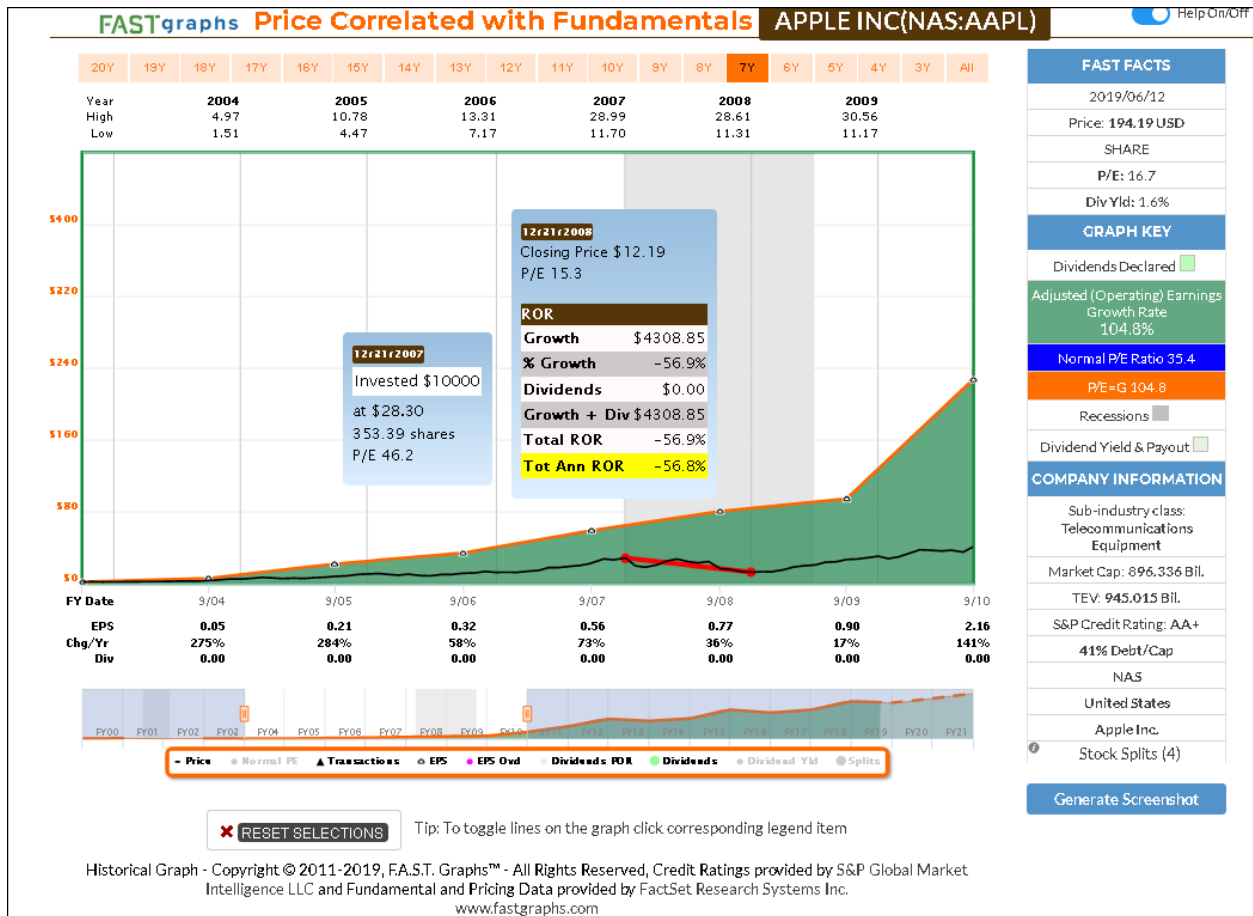 FAST graphs Price Correlated with Fundamentals APPLE INC(NAS:AAPL)
Help On/Off
20Y 19Y 18Y 17Y 16Y 15Y 14Y 13Y 12Y 11Y 10Y 9Y 8Y 7Y 6Y 5Y 4Y 3Y All
Year 2004 2005 2006 2007 2008 2009
High 4.97 10.78 13.31 28.99 28.61 30.56
Low 1.51 4.47 7.17 11.70 11.31 11.17
$400
$320
$240
$160
$80
$0
12/31/2007
Invested $10000
at $28.30
353.39 shares
P/E 46.2
12/31/2008
Closing Price $12.19
P/E 15.3
ROR
Growth $4308.85
% Growth -56.9%
Dividends $0.00
Growth + Div $4308.85
Total ROR -56.9%
Tot Ann ROR -56.8%
FY Date 9/04 9/05 9/06 9/07 9/08 9/09 9/10
EPS 0.05 0.21 0.32 0.56 0.77 0.90 2.16
Chg/Yr 275% 284% 58% 73% 36% 17% 141%
Div 0.00 0.00 0.00 0.00 0.00 0.00 0.00
FY00 FY01 FY02 FY03 FY04 FY05 FY06 FY07 FY08 FY09 FY10 FY11 FY12 FY13 FY14 FY15 FY16 FY17 FY18 FY19 FY20 FY21
Price Normal PE Transactions EPS EPS Ovd Dividends POR Dividends Dividend Yld Splits
RESET SELECTIONS
Tip: To toggle lines on the graph click corresponding legend item
Historical Graph - Copyright © 2011-2019, F.A.S.T. Graphs™ - All Rights Reserved, Credit Ratings provided by S&P Global Market
Intelligence LLC and Fundamental and Pricing Data provided by FactSet Research Systems Inc.
www.fastgraphs.com
FAST FACTS
2019/06/12
Price: 194.19 USD
SHARE
P/E: 16.7
Div Yld: 1.6%
GRAPH KEY
Dividends Declared
Adjusted (Operating) Earnings
Growth Rate
104.8%
Normal P/E Ratio 35.4
P/E=G 104.8
Recessions
Dividend Yield & Payout
COMPANY INFORMATION
Sub-industry class:
Telecommunications
Equipment
Market Cap: 896.336 Bil.
TEV: 945.015 Bil.
S&P Credit Rating: AA+
41% Debt/Cap
NAS
United States
Apple Inc.
Stock Splits (4)
Generate Screenshot